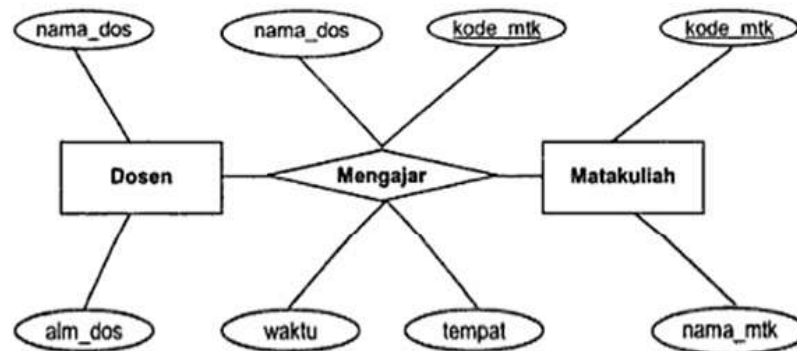 nama_dos
nama_dos
kode_mtk
kode_mtk
Dosen
Mengajar
Matakuliah
alm_dos
waktu
tempat
nama_mtk